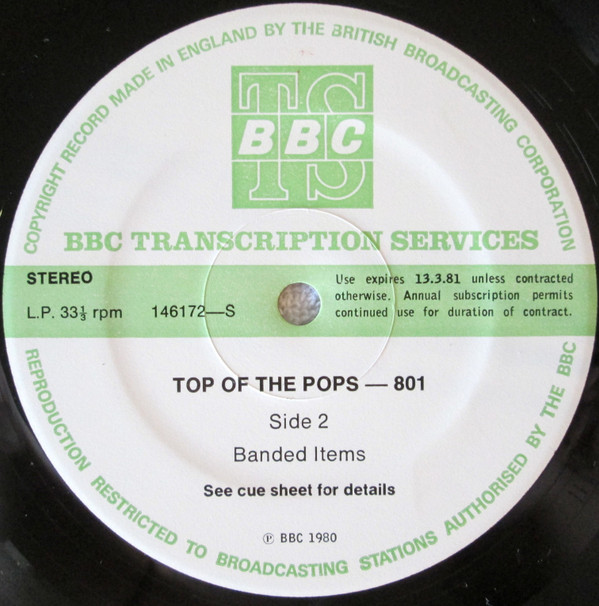 COPYRIGHT RECORD MADE IN ENGLAND BY THE BRITISH BROADCASTING CORPORATION
TS
BBC
BBC TRANSCRIPTION SERVICES
STEREO
L.P. 33⅓ rpm 146172—S
Use expires 13.3.81 unless contracted
otherwise. Annual subscription permits
continued use for duration of contract.
TOP OF THE POPS — 801
Side 2
Banded Items
See cue sheet for details
℗ BBC 1980
REPRODUCTION RESTRICTED TO BROADCASTING STATIONS AUTHORISED BY THE BBC